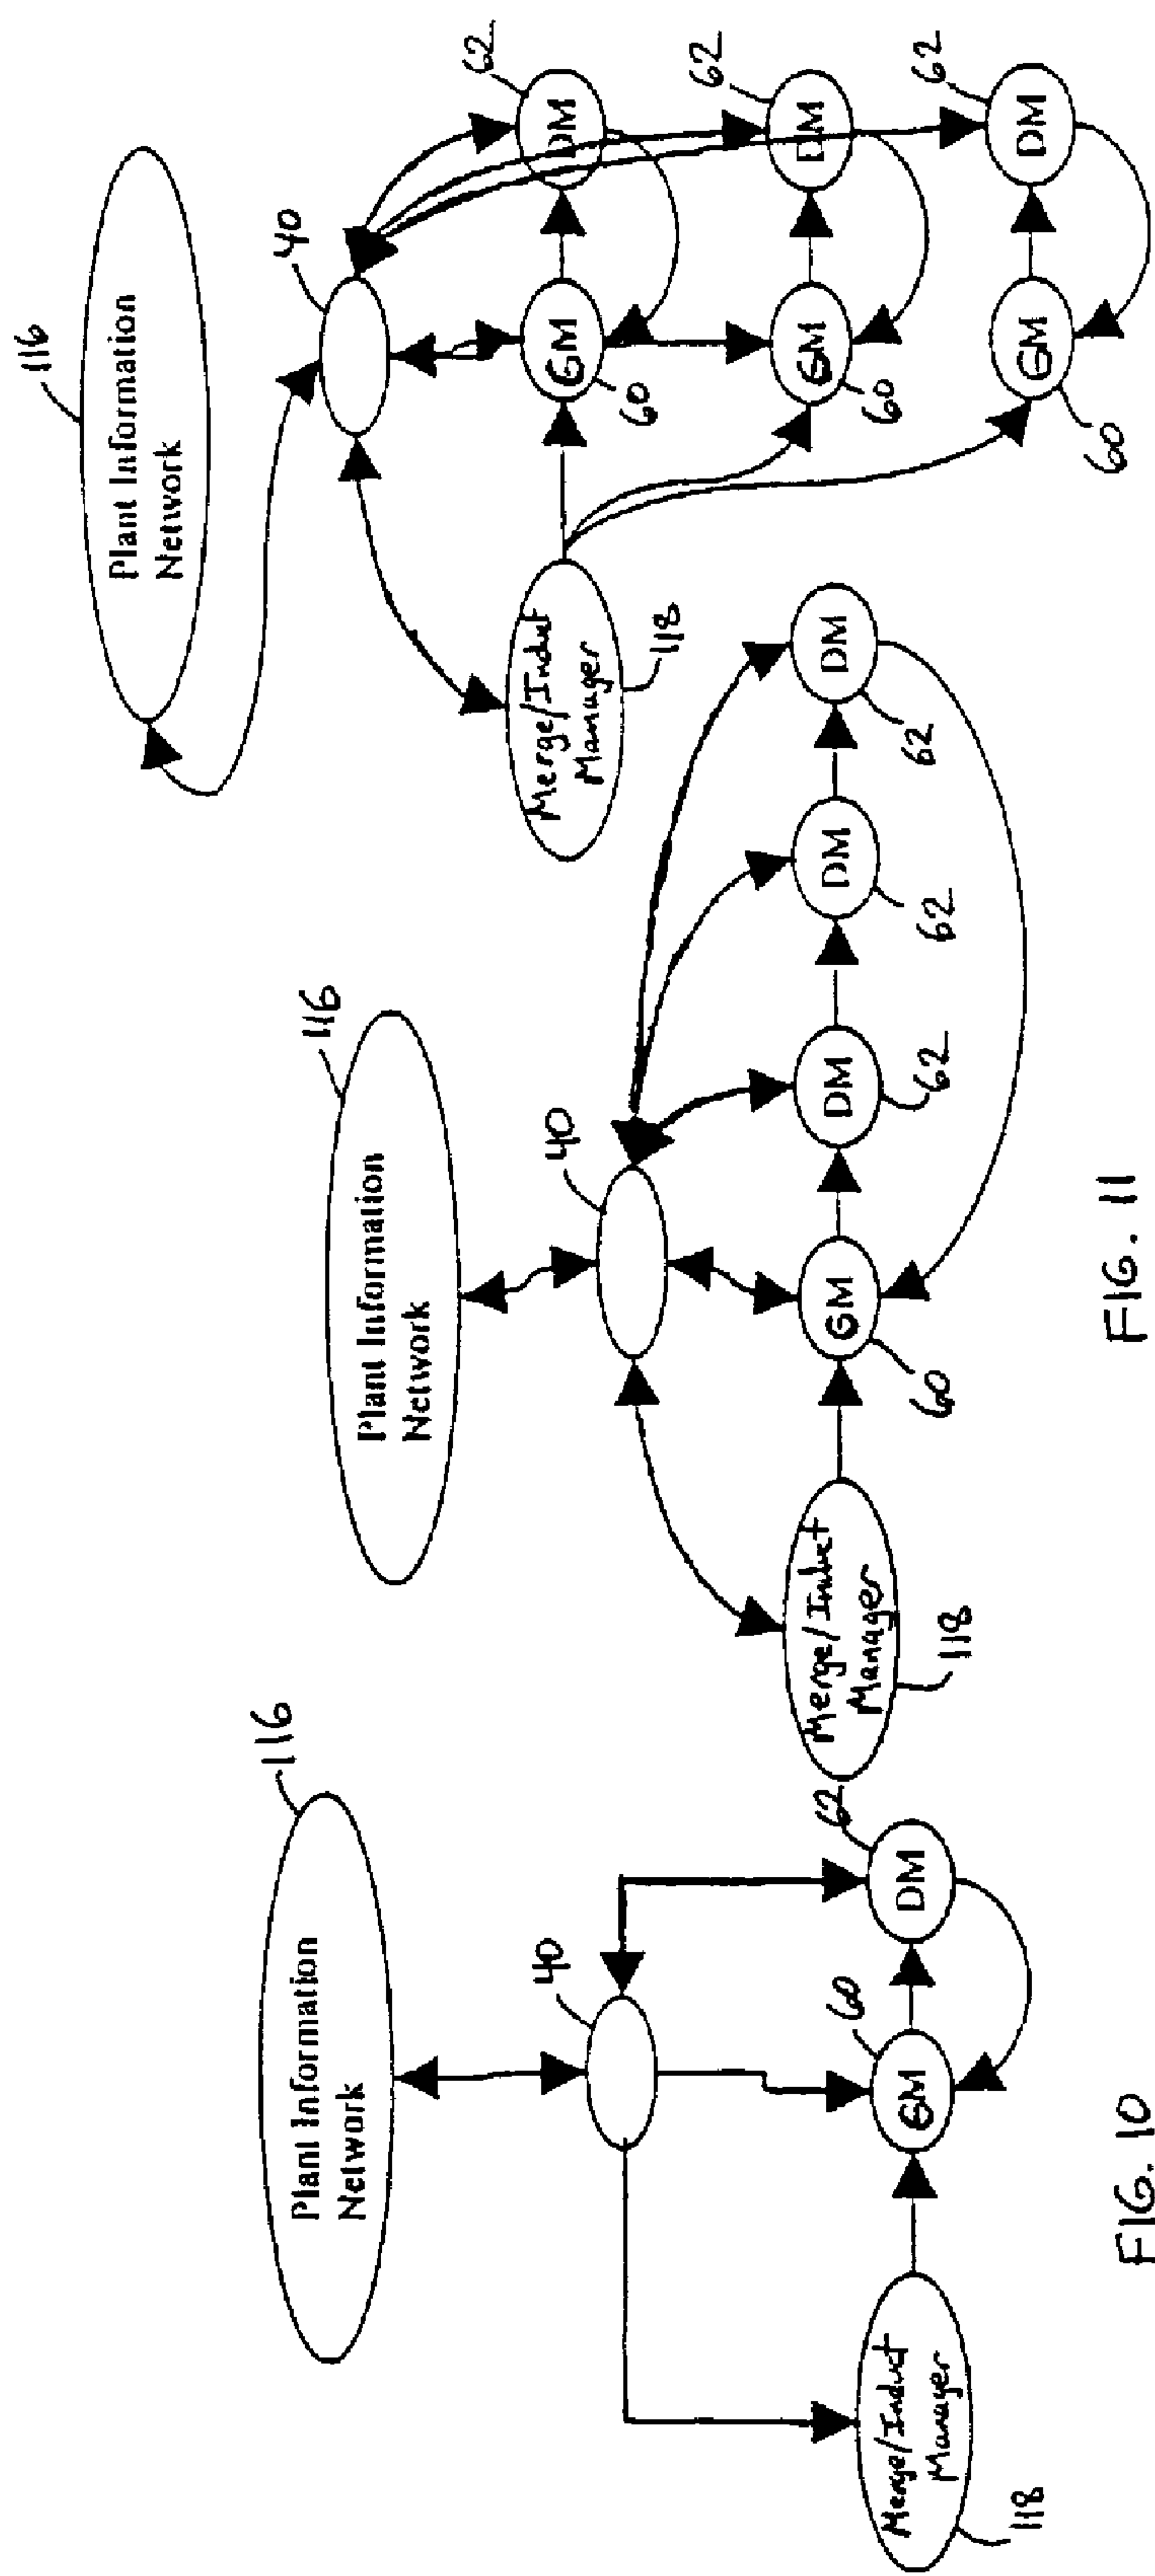 116
Plant Information
Network
40
62
60
GM
DM
Merge/Induct
Manager
118
FIG. 10
116
Plant Information
Network
40
GM
DM
DM
DM
60
62
62
62
Merge/Induct
Manager
118
FIG. 11
116
Plant Information
Network
40
62
GM
DM
60
62
GM
DM
60
62
GM
DM
60
Merge/Induct
Manager
118